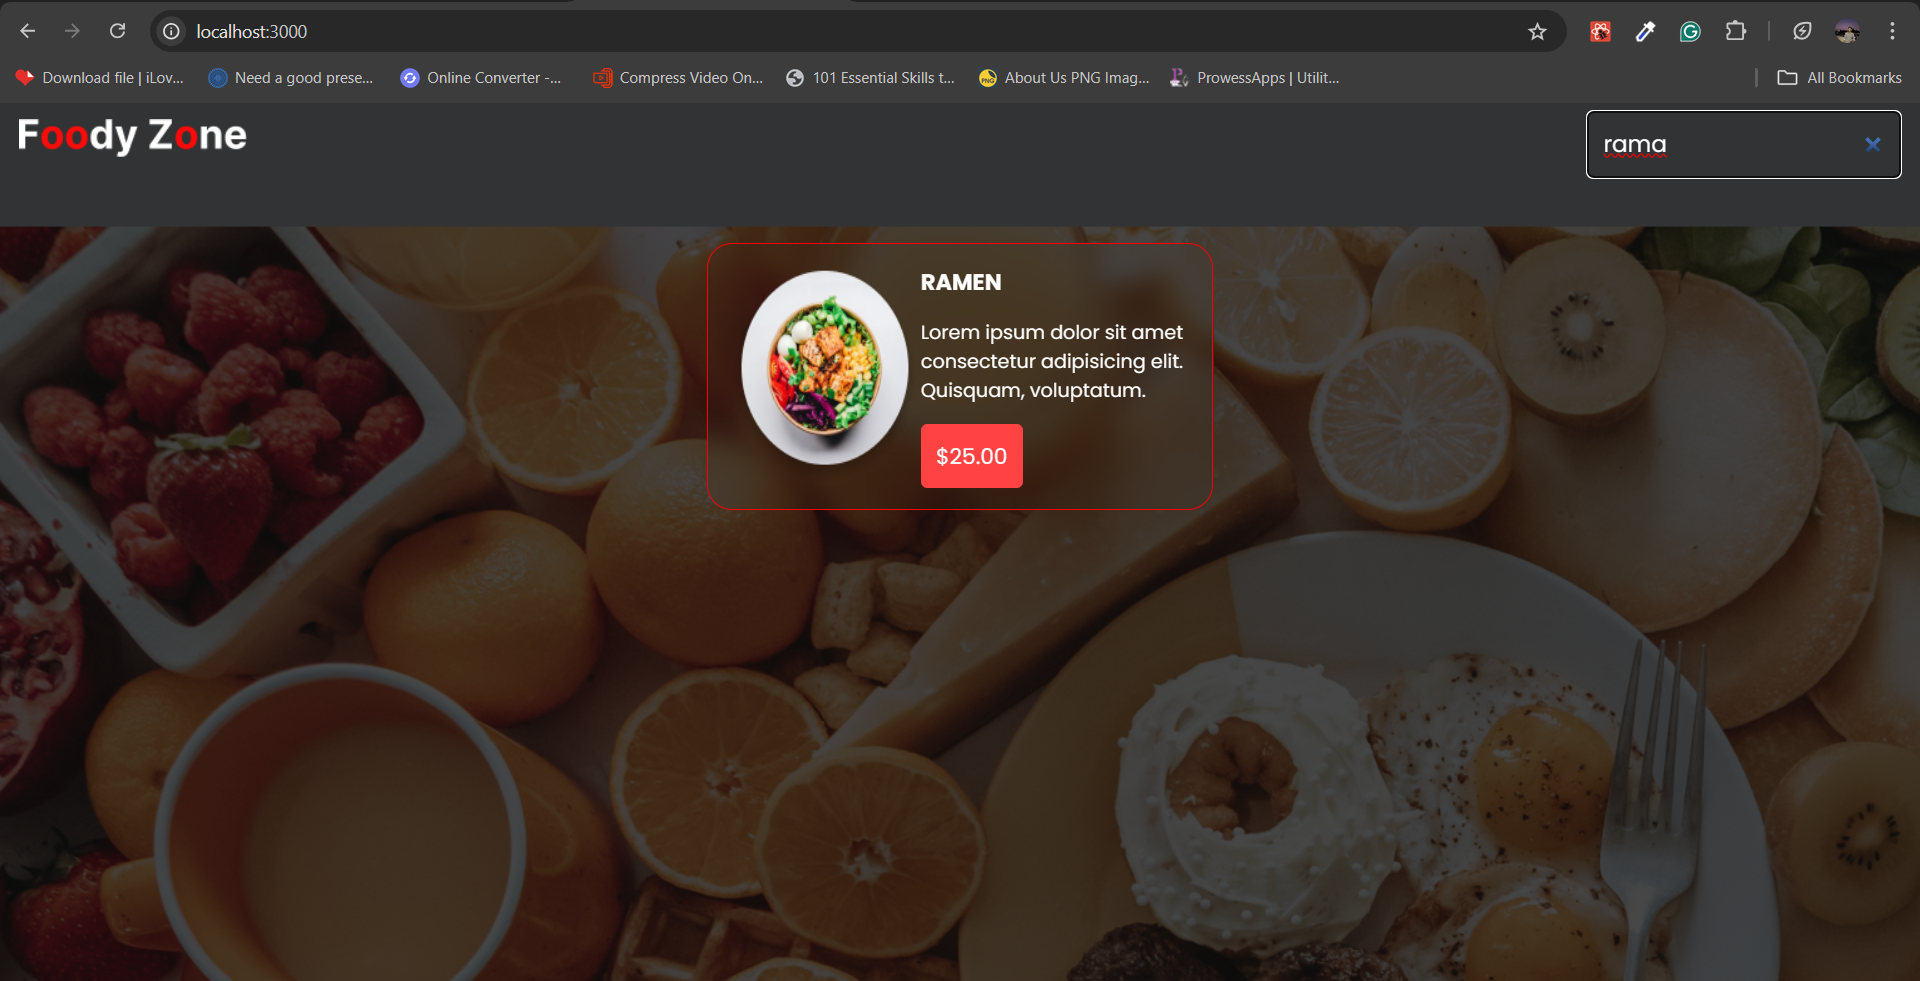 localhost:3000
Download file | iLov...
Need a good prese...
Online Converter -...
Compress Video On...
101 Essential Skills t...
About Us PNG Imag...
ProwessApps | Utilit...
All Bookmarks
Foody Zone
rama
RAMEN
Lorem ipsum dolor sit amet
consectetur adipisicing elit.
Quisquam, voluptatum.
$25.00